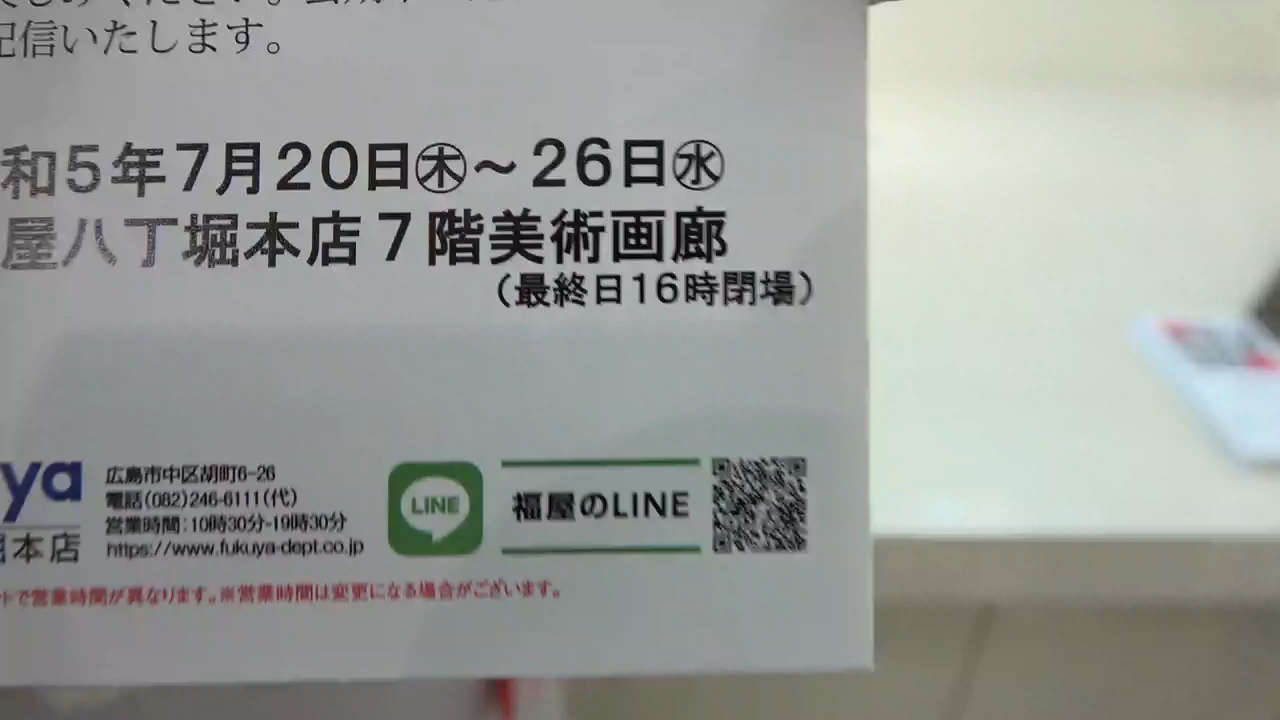 配信いたします。
和5年7月20日㊍～26日㊌
屋八丁堀本店7階美術画廊
(最終日16時閉場)
ya
堀本店
広島市中区胡町6-26
電話(082)246-6111(代)
営業時間:10時30分-19時30分
https://www.fukuya-dept.co.jp
LINE
福屋のLINE
トで営業時間が異なります。※営業時間は変更になる場合がございます。